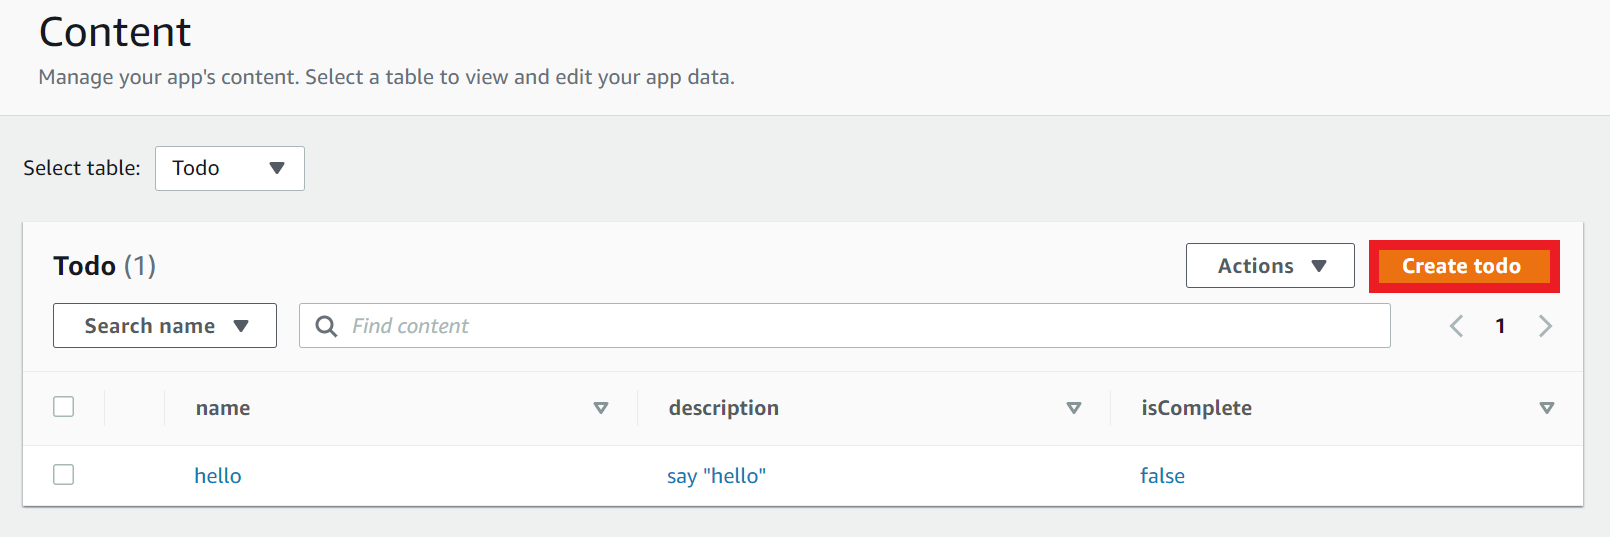 Content
Manage your app's content. Select a table to view and edit your app data.
Select table: Todo
Todo (1) Actions Create todo
Search name Find content 1
name description isComplete
hello say "hello" false